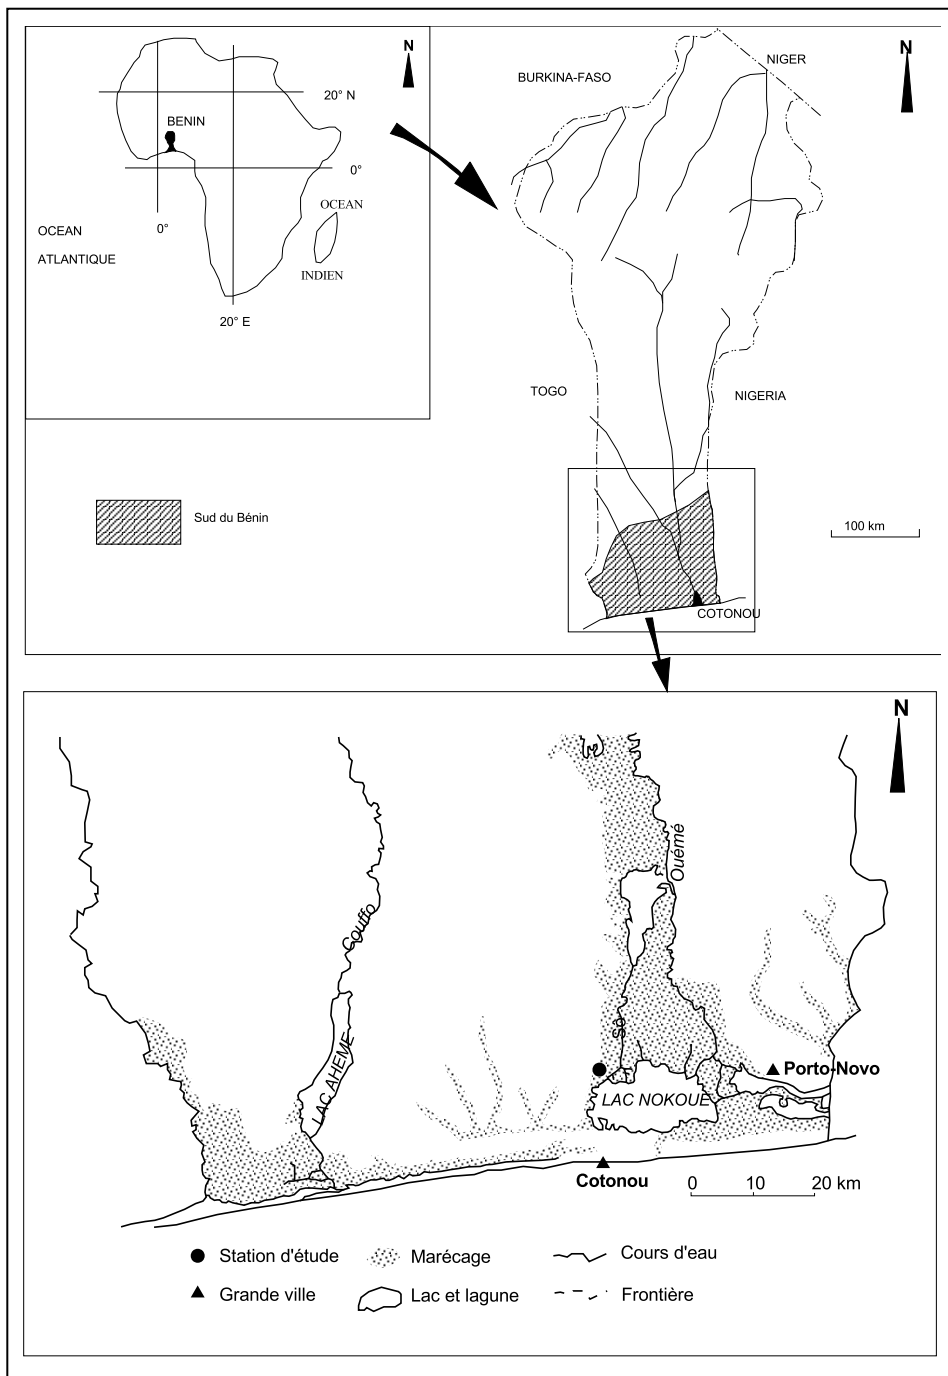 N
20° N
BENIN
0°
OCEAN
0°
OCEAN
ATLANTIQUE
INDIEN
20° E
N
NIGER
BURKINA-FASO
TOGO
NIGERIA
Sud du Bénin
100 km
COTONOU
N
Ouémé
Couffo
Sô
LAC AHEME
Porto-Novo
LAC NOKOUE
Cotonou
0 10 20 km
Station d'étude
Marécage
Cours d'eau
Grande ville
Lac et lagune
Frontière